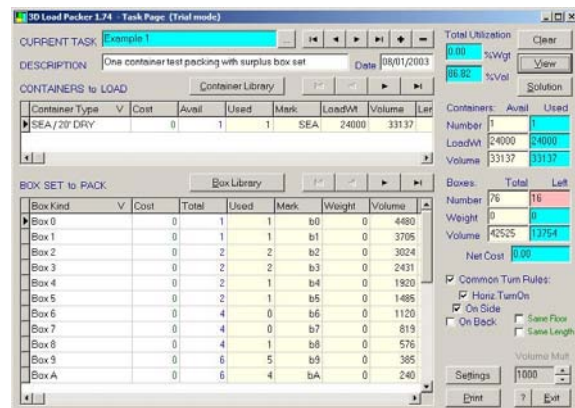 3D Load Packer 1.74 - Task Page (Trial mode)
CURRENT TASK Example 1 ...
DESCRIPTION One container test packing with surplus box set Date 08/01/2003
CONTAINERS to LOAD Container Library
Container Type V Cost Avail Used Mark LoadWt Volume Ler
SEA / 20' DRY 0 1 1 SEA 24000 33137
BOX SET to PACK Box Library
Box Kind V Cost Total Used Mark Weight Volume
Box 0 0 1 1 b0 0 4480
Box 1 0 1 1 b1 0 3705
Box 2 0 2 2 b2 0 3024
Box 3 0 2 2 b3 0 2431
Box 4 0 2 1 b4 0 1920
Box 5 0 2 1 b5 0 1485
Box 6 0 4 0 b6 0 1120
Box 7 0 4 0 b7 0 819
Box 8 0 4 1 b8 0 576
Box 9 0 6 5 b9 0 385
Box A 0 6 4 bA 0 240
Total Utilization
0.00 %Wgt
86.82 %Vol
Clear
View
Solution
Containers: Avail Used
Number 1 1
LoadWt 24000 24000
Volume 33137 33137
Boxes: Total Left
Number 76 16
Weight 0 0
Volume 42525 13754
Net Cost 0.00
Common Turn Rules:
Horiz.TurnOn
On Side
On Back
Same Floor
Same Length
Volume Mult
Settings 1000
Print ? Exit